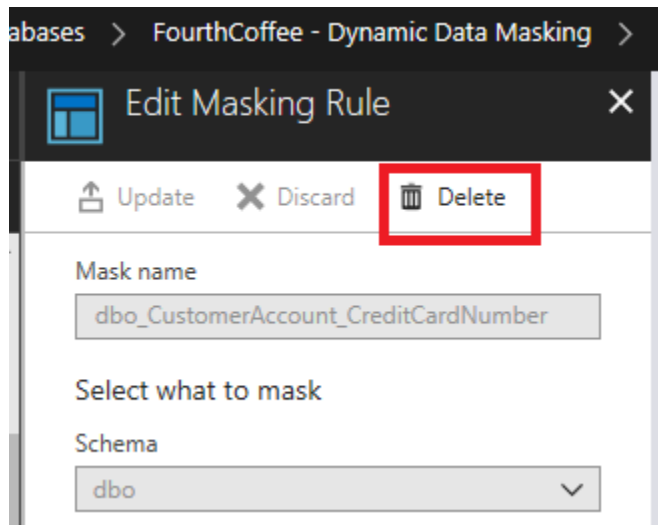 abases > FourthCoffee - Dynamic Data Masking >
Edit Masking Rule
Update Discard Delete
Mask name
dbo_CustomerAccount_CreditCardNumber
Select what to mask
Schema
dbo